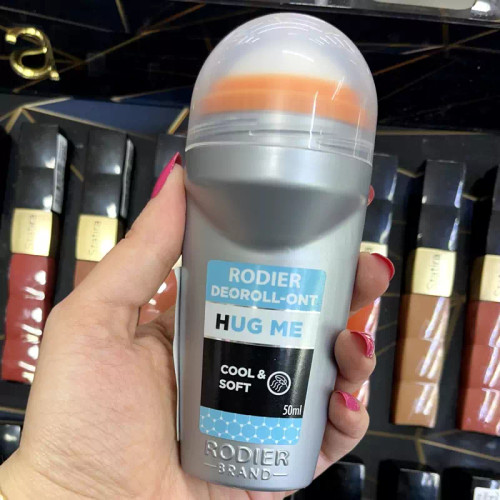 RODIER
DEOROLL-ONT
HUG ME
COOL &
SOFT
50ml
RODIER
BRAND